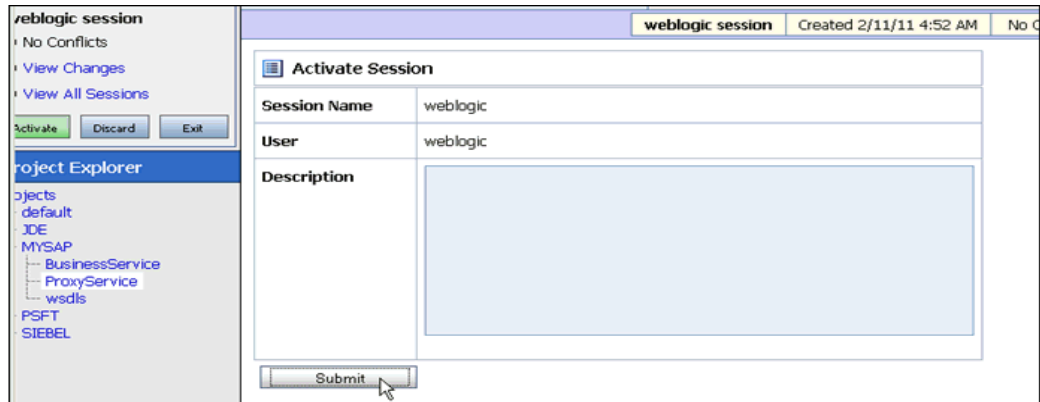 weblogic session
No Conflicts
View Changes
View All Sessions
Activate Discard Exit
roject Explorer
ojects
default
JDE
MYSAP
BusinessService
ProxyService
wsdls
PSFT
SIEBEL
weblogic session Created 2/11/11 4:52 AM No C
Activate Session
Session Name weblogic
User weblogic
Description
Submit